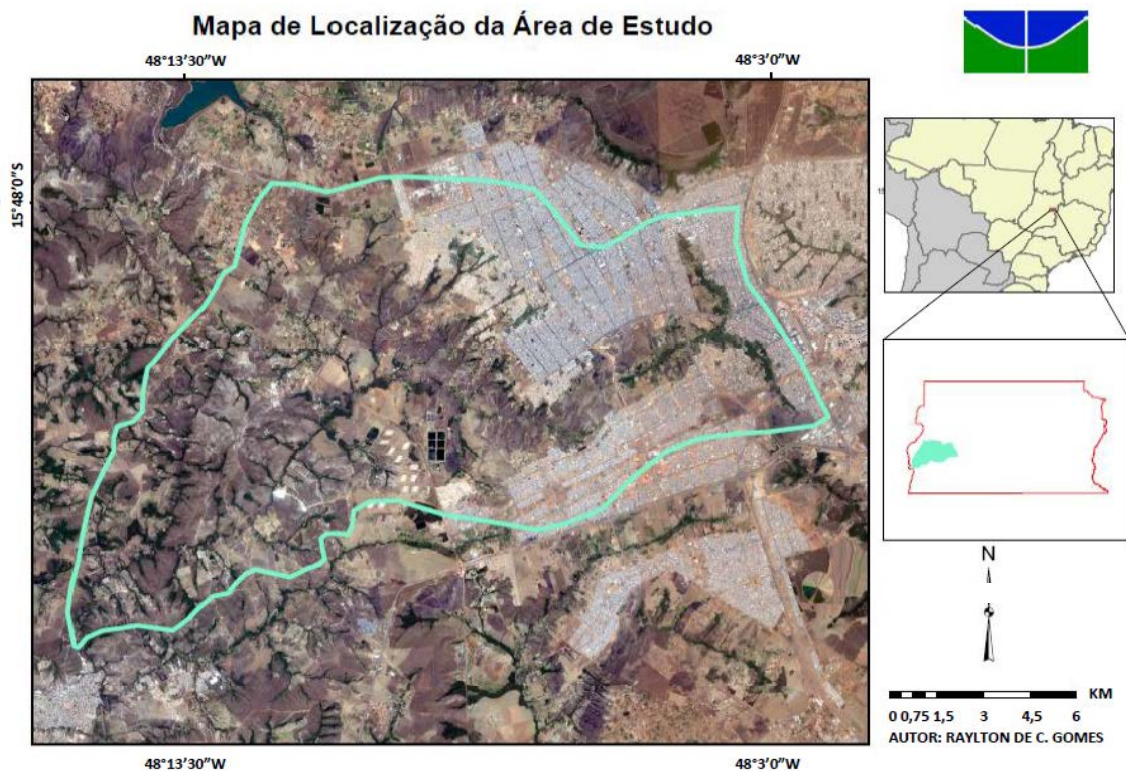 Mapa de Localização da Área de Estudo
48°13'30"W
48°3'0"W
15°48'0"S
N
KM
0 0,75 1,5 3 4,5 6
AUTOR: RAYLTON DE C. GOMES
48°13'30"W
48°3'0"W